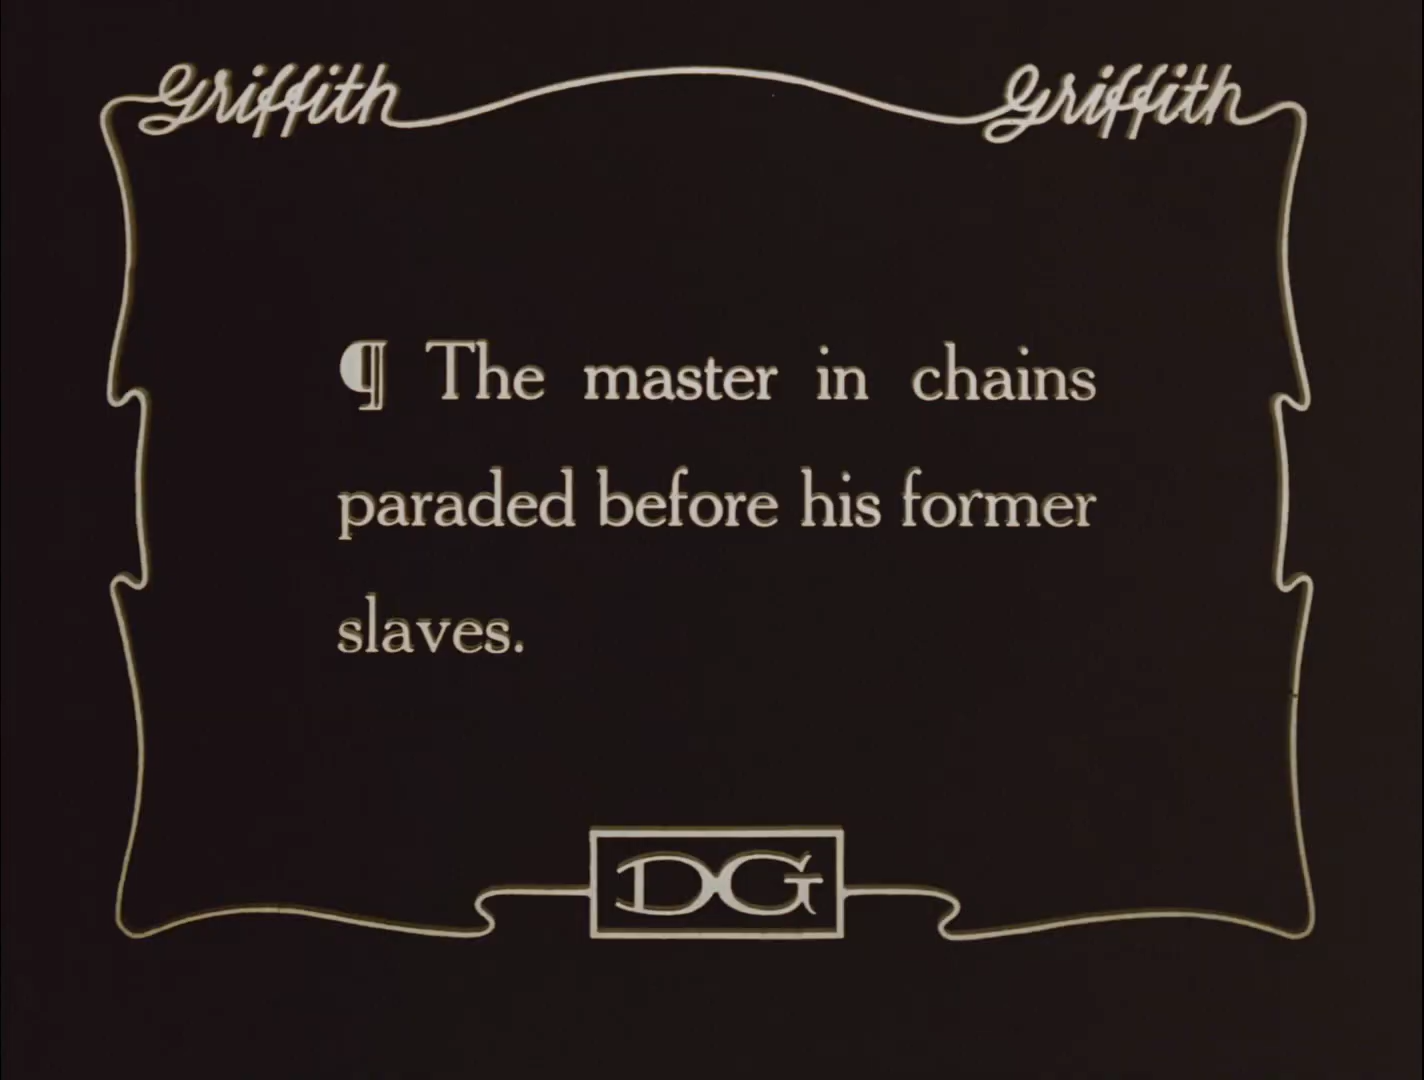 Griffith Griffith
¶ The master in chains
paraded before his former
slaves.
DG